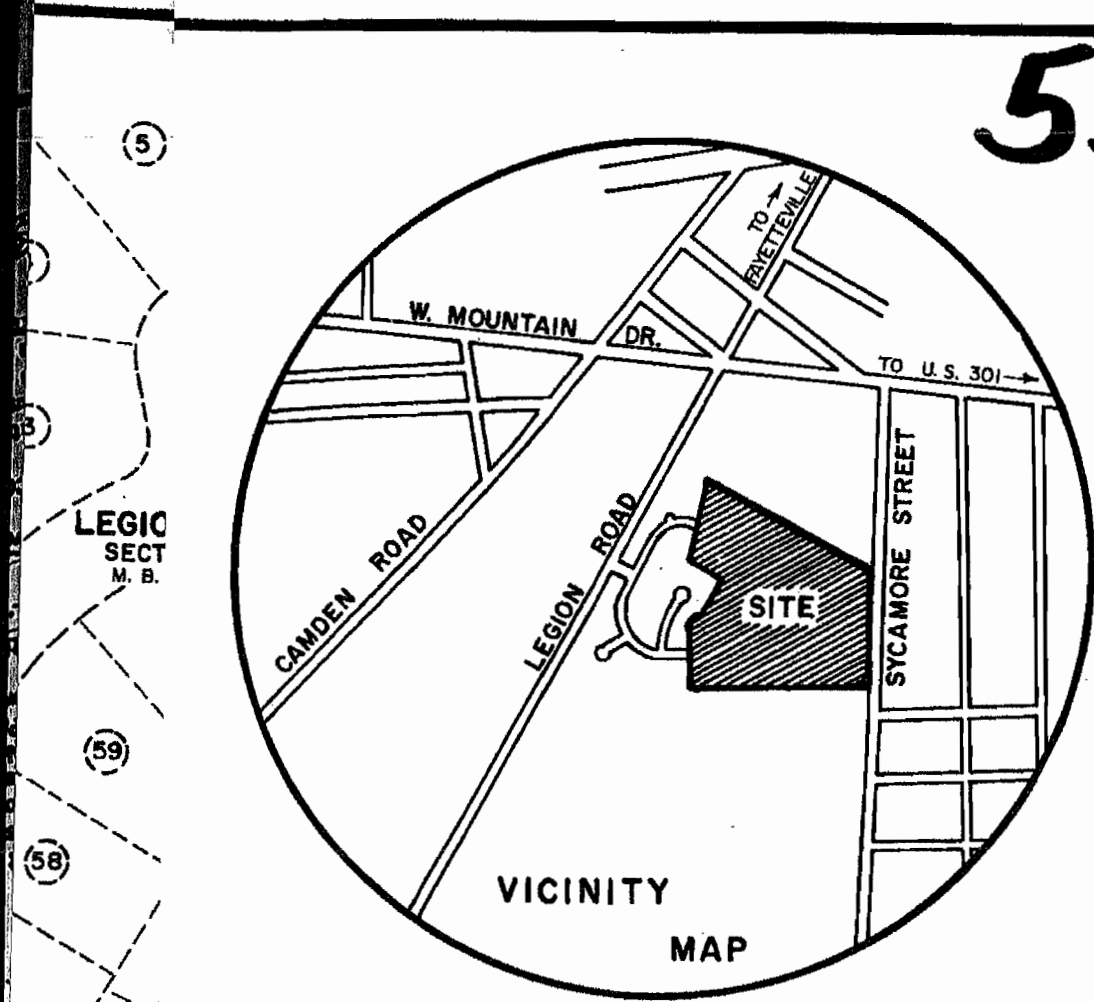 5
5
W. MOUNTAIN DR.
TO →
FAYETTEVILLE
TO U.S. 301→
CAMDEN ROAD
LEGION ROAD
SITE
SYCAMORE STREET
LEGIO
SECT
M. B.
59
58
VICINITY
MAP